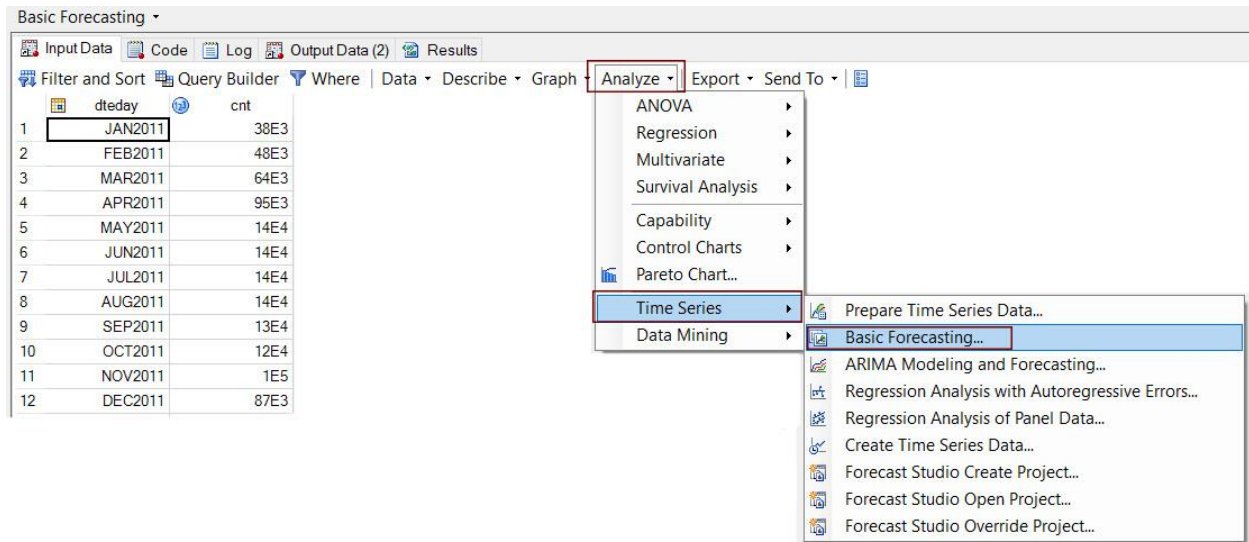 Basic Forecasting
Input Data Code Log Output Data (2) Results
Filter and Sort Query Builder Where Data Describe Graph Analyze Export Send To
dteday cnt
1 JAN2011 38E3
2 FEB2011 48E3
3 MAR2011 64E3
4 APR2011 95E3
5 MAY2011 14E4
6 JUN2011 14E4
7 JUL2011 14E4
8 AUG2011 14E4
9 SEP2011 13E4
10 OCT2011 12E4
11 NOV2011 1E5
12 DEC2011 87E3
ANOVA
Regression
Multivariate
Survival Analysis
Capability
Control Charts
Pareto Chart...
Time Series
Data Mining
Prepare Time Series Data...
Basic Forecasting...
ARIMA Modeling and Forecasting...
Regression Analysis with Autoregressive Errors...
Regression Analysis of Panel Data...
Create Time Series Data...
Forecast Studio Create Project...
Forecast Studio Open Project...
Forecast Studio Override Project...